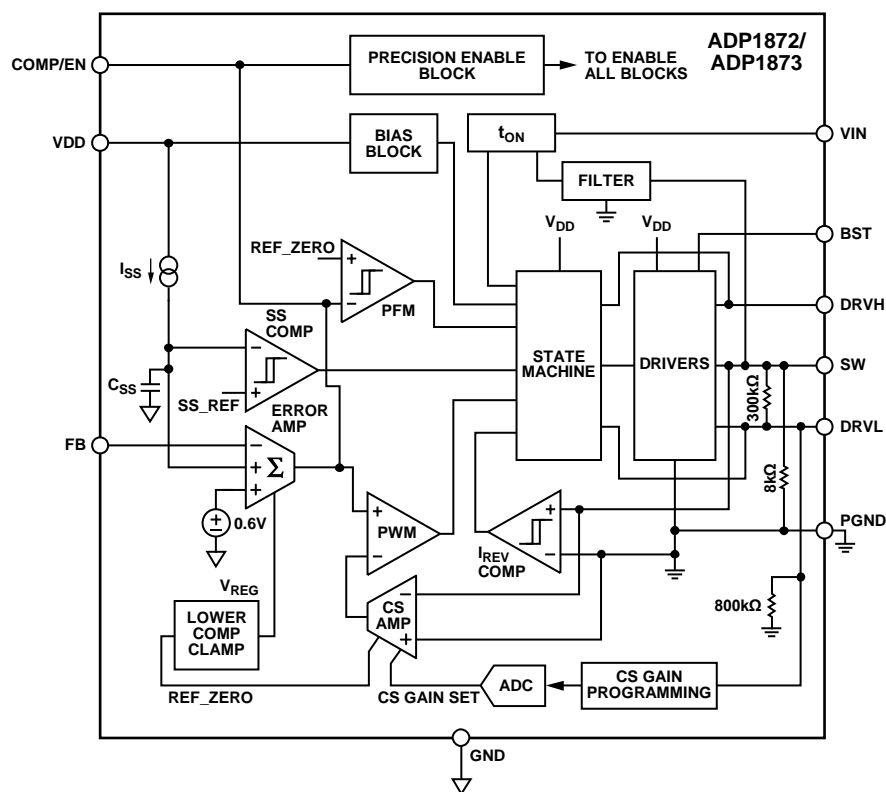 ADP1872/
ADP1873
COMP/EN
PRECISION ENABLE
BLOCK
TO ENABLE
ALL BLOCKS
VDD
BIAS
BLOCK
tON
VIN
FILTER
VDD
VDD
BST
REF_ZERO
+
−
PFM
ISS
DRVH
SS
COMP
−
+
STATE
MACHINE
DRIVERS
SW
CSS
SS_REF
300kΩ
ERROR
AMP
DRVL
FB
−
+
+
Σ
8kΩ
0.6V
+
−
PWM
+
−
IREV
COMP
PGND
VREG
LOWER
COMP
CLAMP
CS
AMP
−
+
800kΩ
REF_ZERO
CS GAIN SET
ADC
CS GAIN
PROGRAMMING
GND